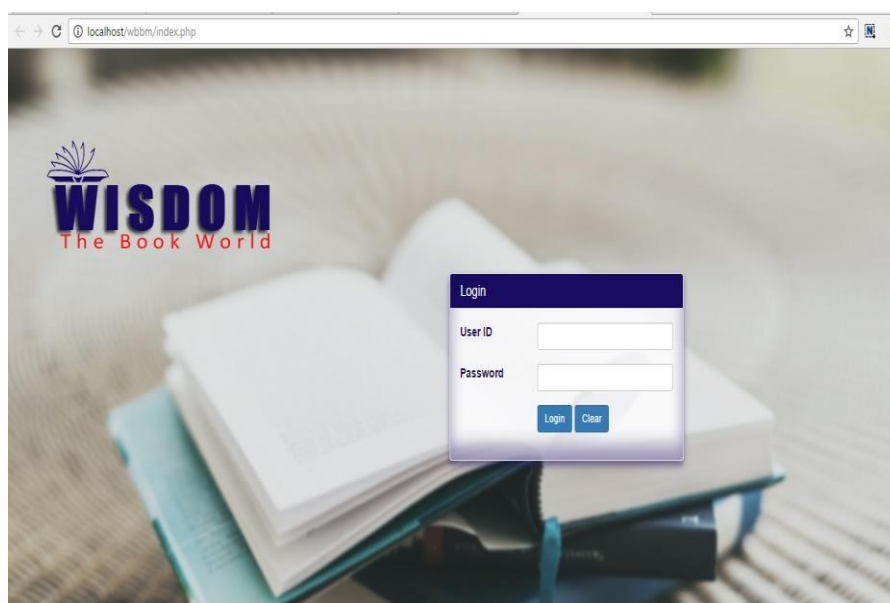 localhost/wbbm/index.php
N
WISDOM
The Book World
Login
User ID
Password
Login Clear